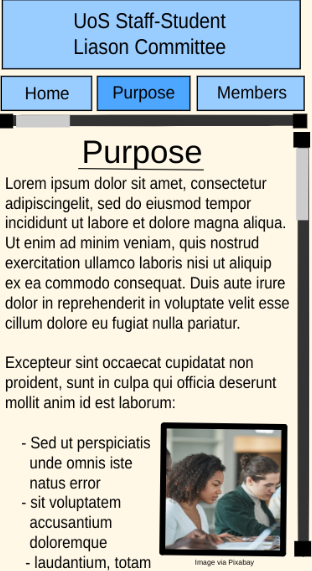 UoS Staff-Student
Liason Committee
Home
Purpose
Members
Purpose
Lorem ipsum dolor sit amet, consectetur
adipiscingelit, sed do eiusmod tempor
incididunt ut labore et dolore magna aliqua.
Ut enim ad minim veniam, quis nostrud
exercitation ullamco laboris nisi ut aliquip
ex ea commodo consequat. Duis aute irure
dolor in reprehenderit in voluptate velit esse
cillum dolore eu fugiat nulla pariatur.
Excepteur sint occaecat cupidatat non
proident, sunt in culpa qui officia deserunt
mollit anim id est laborum:
- Sed ut perspiciatis
unde omnis iste
natus error
- sit voluptatem
accusantium
doloremque
- laudantium, totam
Image via Pixabay